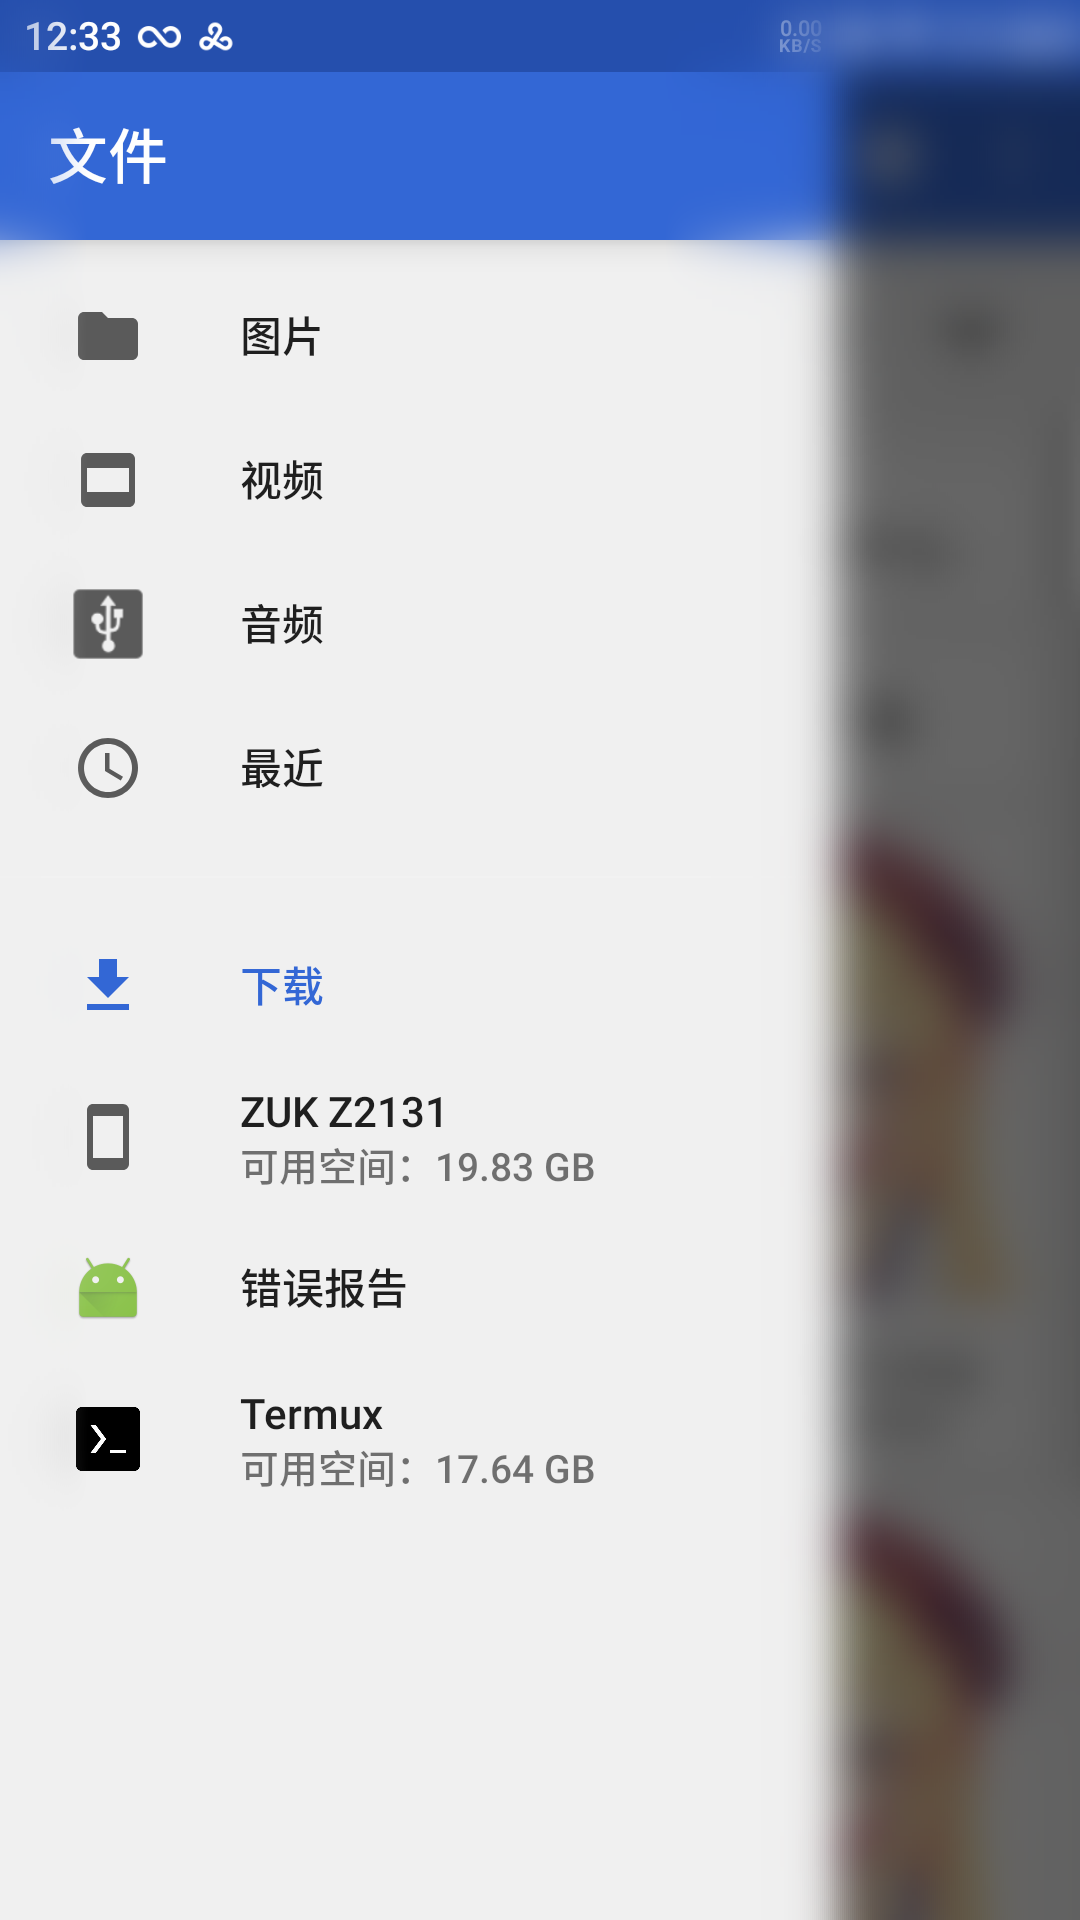 12:33
0.00
KB/S
文件
图片
视频
音频
最近
下载
ZUK Z2131
可用空间：19.83 GB
错误报告
Termux
可用空间：17.64 GB